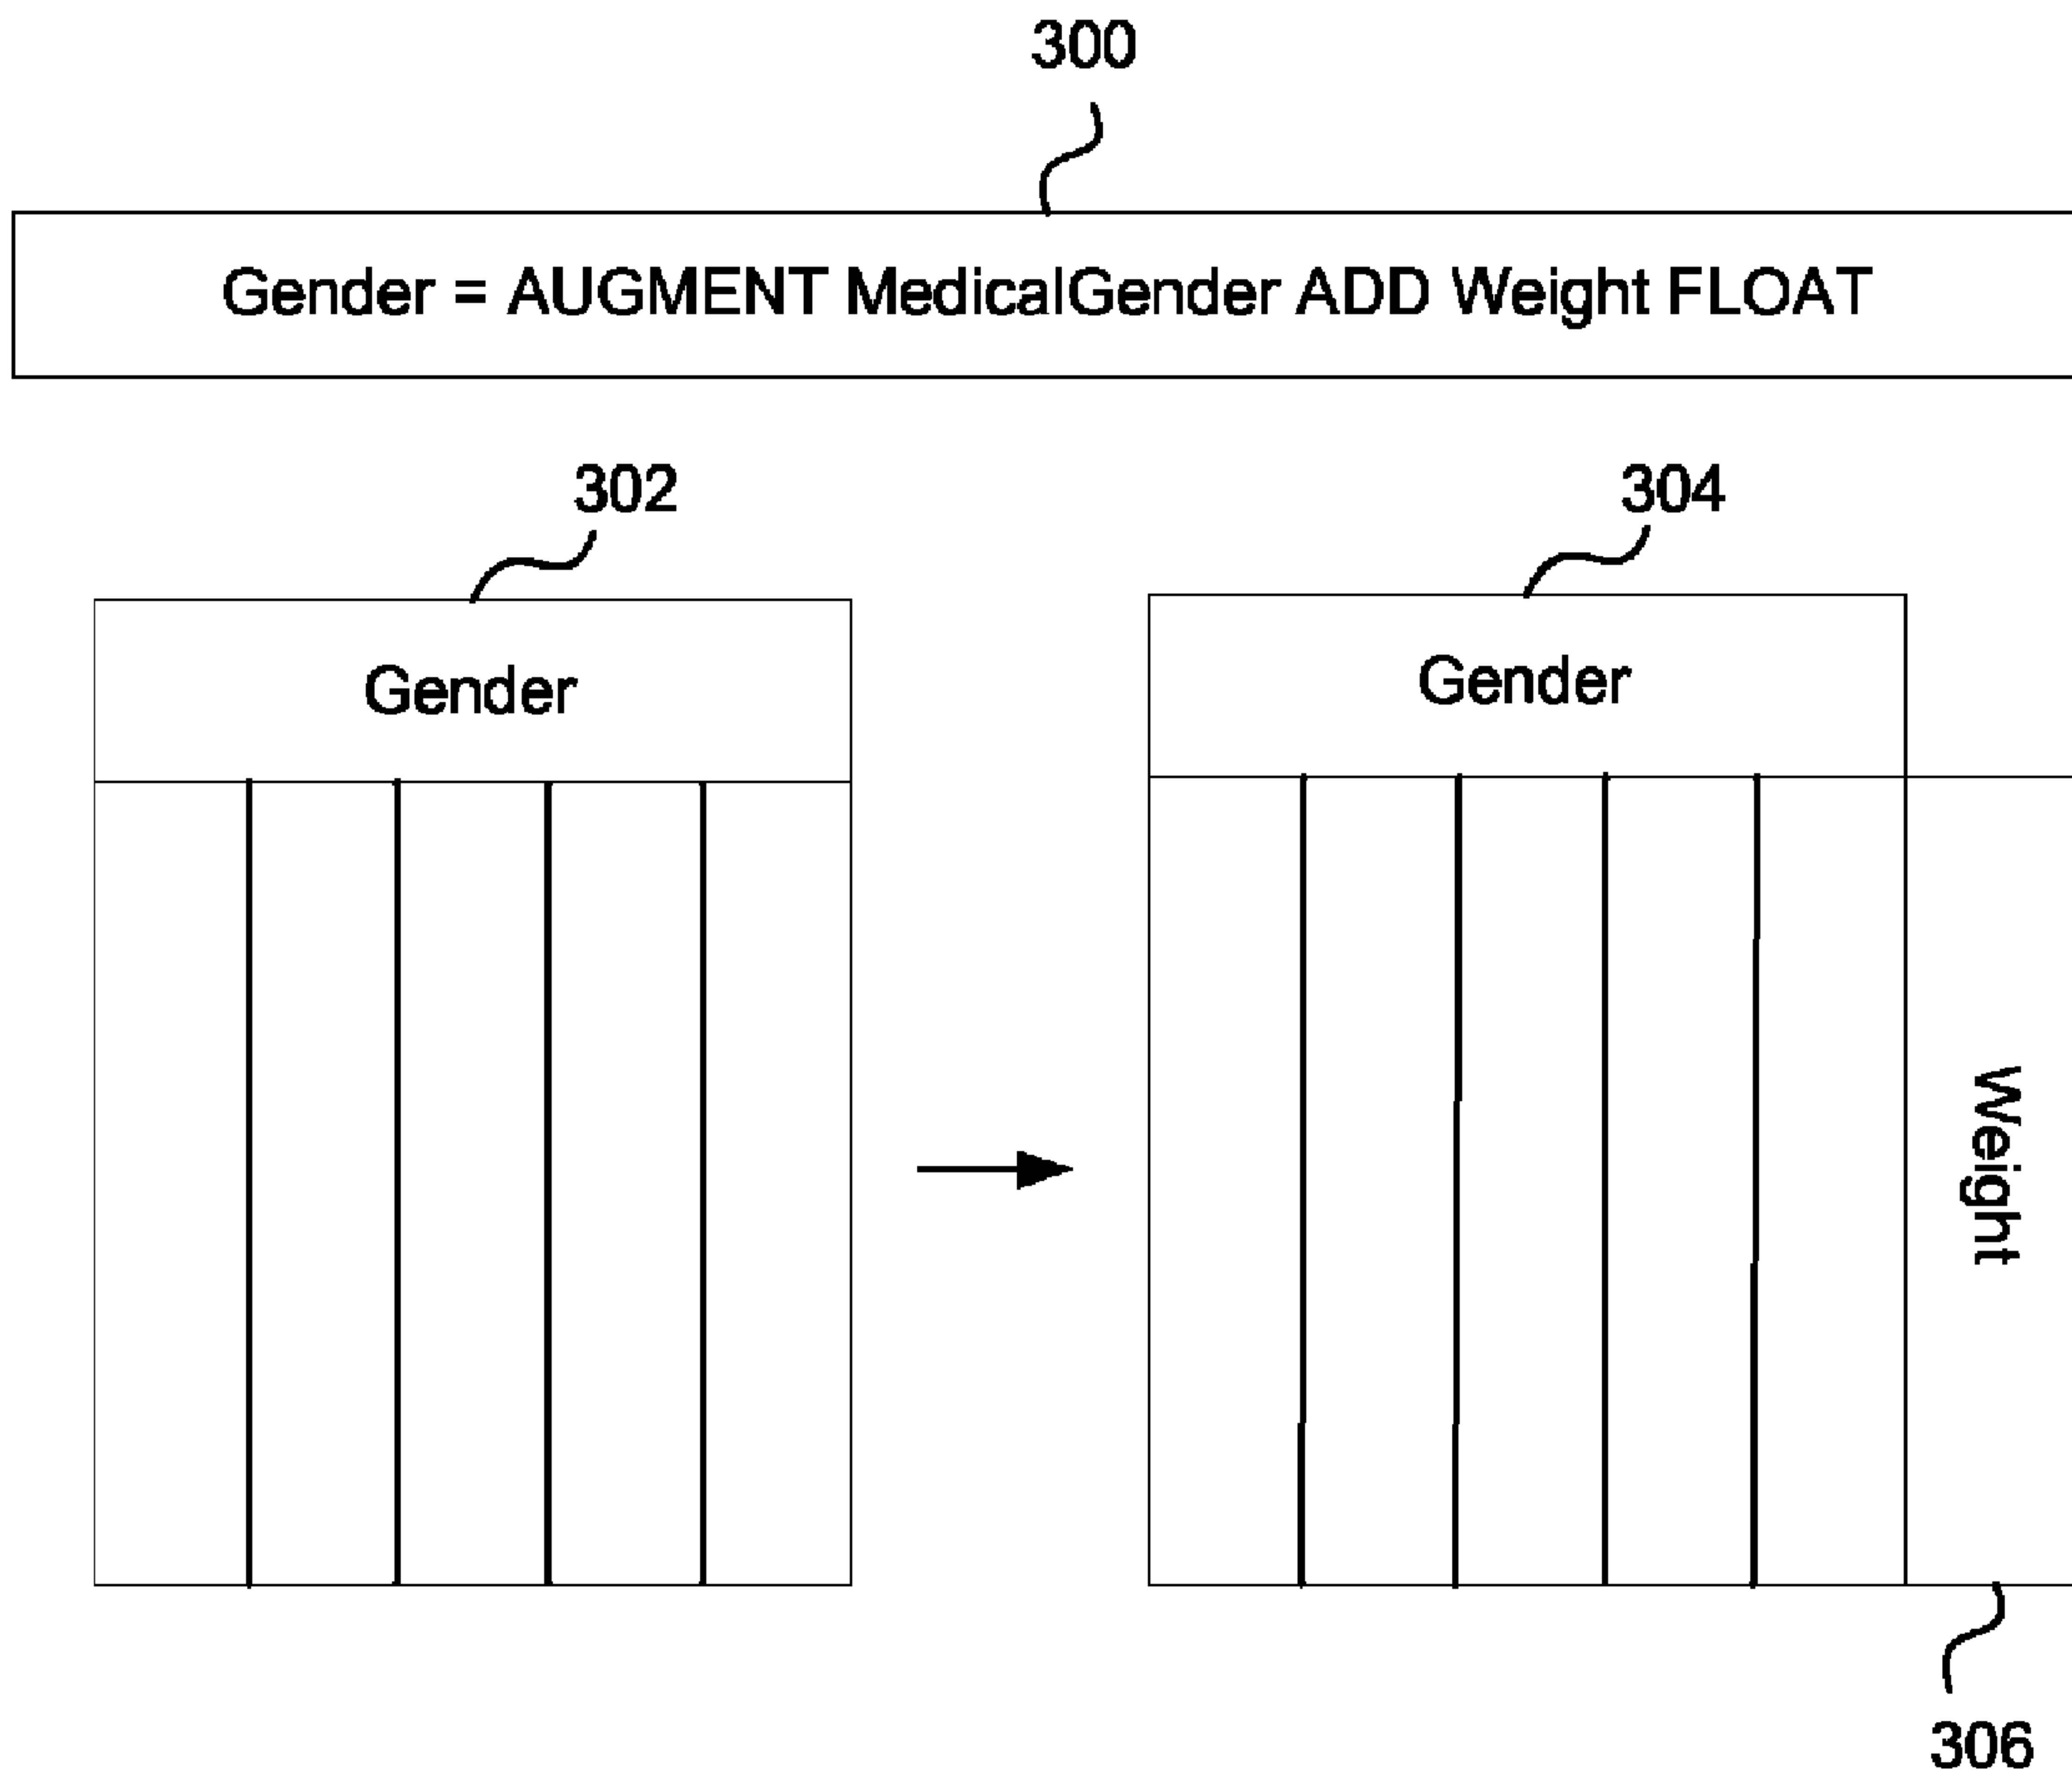 300
Gender = AUGMENT MedicalGender ADD Weight FLOAT
302
304
Gender
Gender
Weight
306